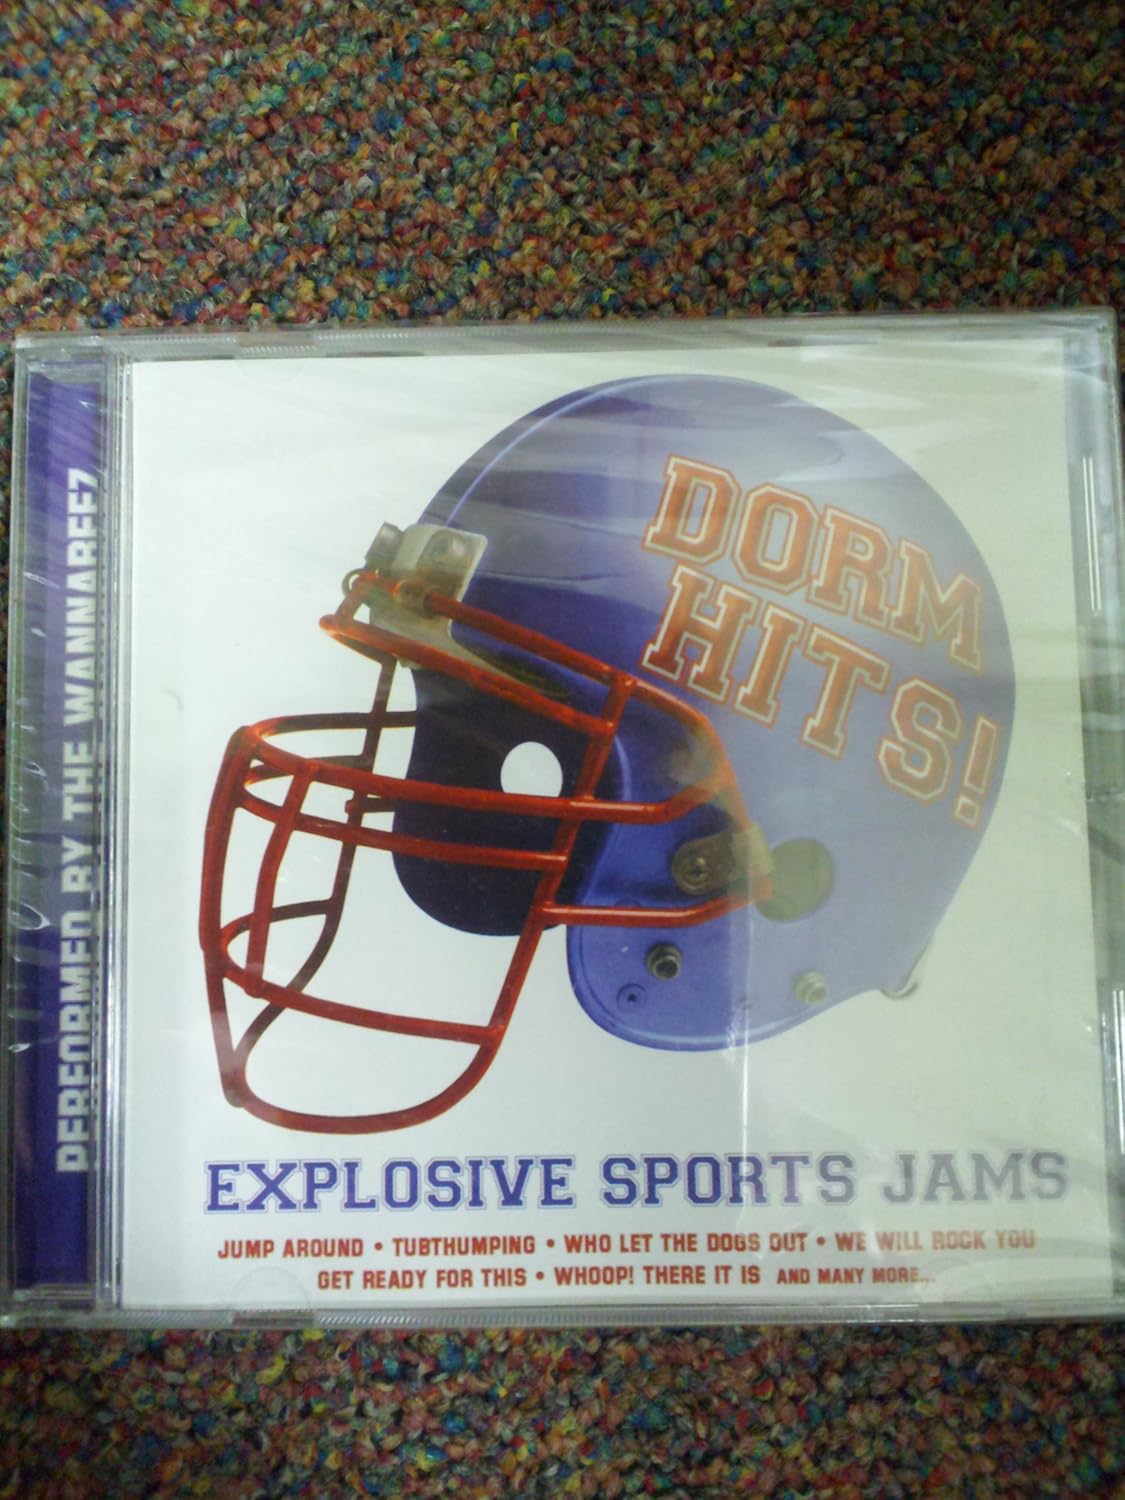 PERFORMED BY THE WANNABEEZ
DORM
HITS!
EXPLOSIVE SPORTS JAMS
JUMP AROUND • TUBTHUMPING • WHO LET THE DOGS OUT • WE WILL ROCK YOU
GET READY FOR THIS • WHOOP! THERE IT IS AND MANY MORE...